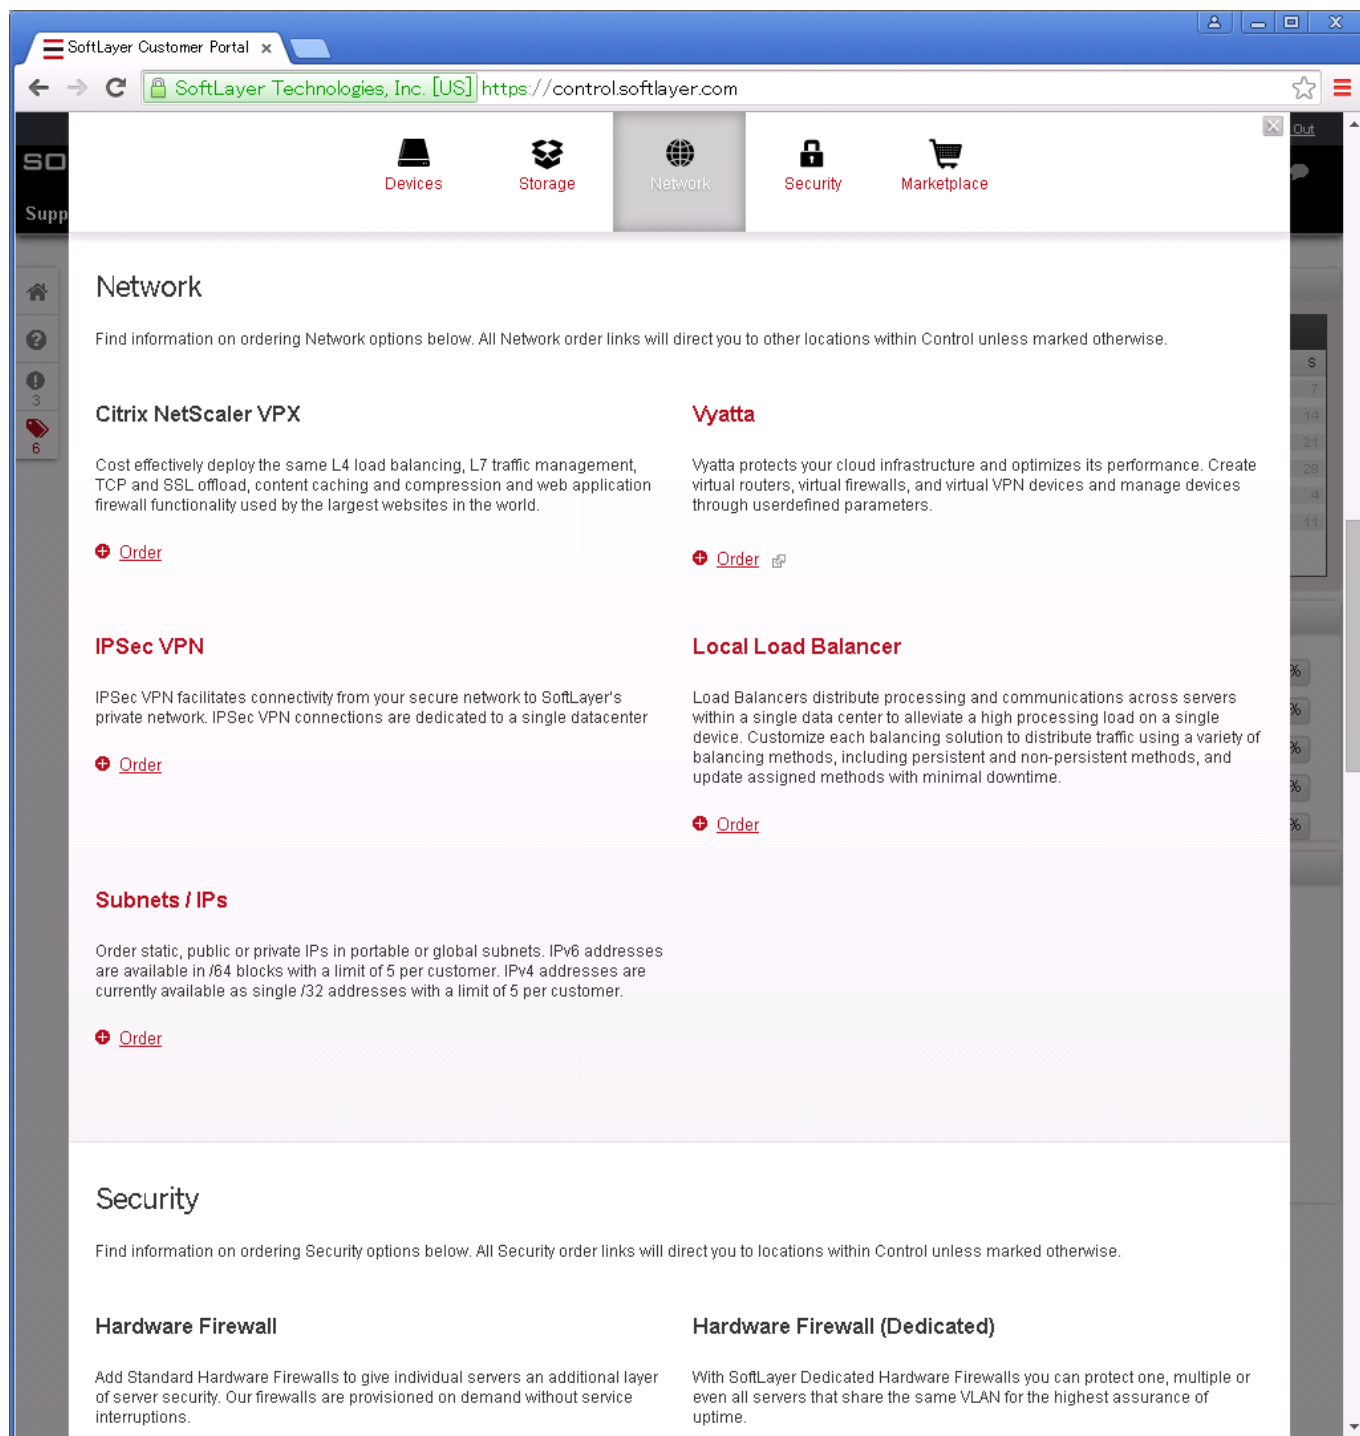 SoftLayer Customer Portal
SoftLayer Technologies, Inc. [US] https://control.softlayer.com
Out
SO
Supp
Devices
Storage
Network
Security
Marketplace
3
6
Network
Find information on ordering Network options below. All Network order links will direct you to other locations within Control unless marked otherwise.
S
7
14
21
28
4
11
Citrix NetScaler VPX
Cost effectively deploy the same L4 load balancing, L7 traffic management,
TCP and SSL offload, content caching and compression and web application
firewall functionality used by the largest websites in the world.
Order
Vyatta
Vyatta protects your cloud infrastructure and optimizes its performance. Create
virtual routers, virtual firewalls, and virtual VPN devices and manage devices
through userdefined parameters.
Order
IPSec VPN
IPSec VPN facilitates connectivity from your secure network to SoftLayer's
private network. IPSec VPN connections are dedicated to a single datacenter
Order
Local Load Balancer
Load Balancers distribute processing and communications across servers
within a single data center to alleviate a high processing load on a single
device. Customize each balancing solution to distribute traffic using a variety of
balancing methods, including persistent and non-persistent methods, and
update assigned methods with minimal downtime.
Order
%
%
%
%
%
Subnets / IPs
Order static, public or private IPs in portable or global subnets. IPv6 addresses
are available in /64 blocks with a limit of 5 per customer. IPv4 addresses are
currently available as single /32 addresses with a limit of 5 per customer.
Order
Security
Find information on ordering Security options below. All Security order links will direct you to locations within Control unless marked otherwise.
Hardware Firewall
Add Standard Hardware Firewalls to give individual servers an additional layer
of server security. Our firewalls are provisioned on demand without service
interruptions.
Hardware Firewall (Dedicated)
With SoftLayer Dedicated Hardware Firewalls you can protect one, multiple or
even all servers that share the same VLAN for the highest assurance of
uptime.